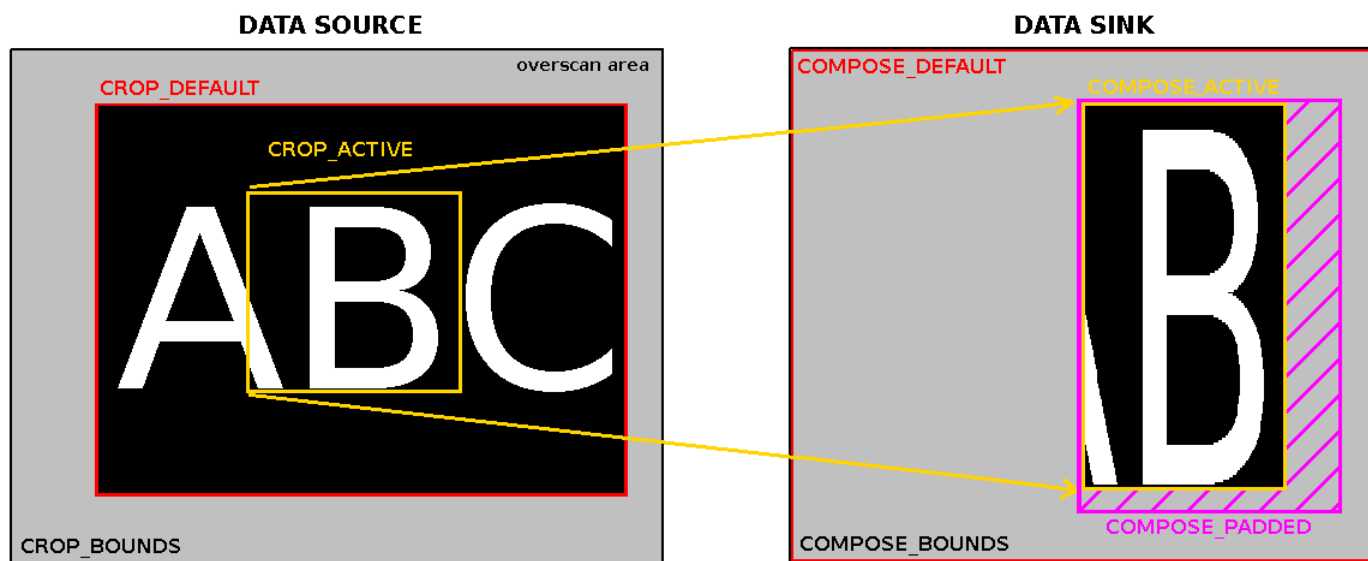 DATA SOURCE
overscan area
CROP_DEFAULT
CROP_ACTIVE
ABC
CROP_BOUNDS
DATA SINK
COMPOSE_DEFAULT
COMPOSE_ACTIVE
B
COMPOSE_PADDED
COMPOSE_BOUNDS